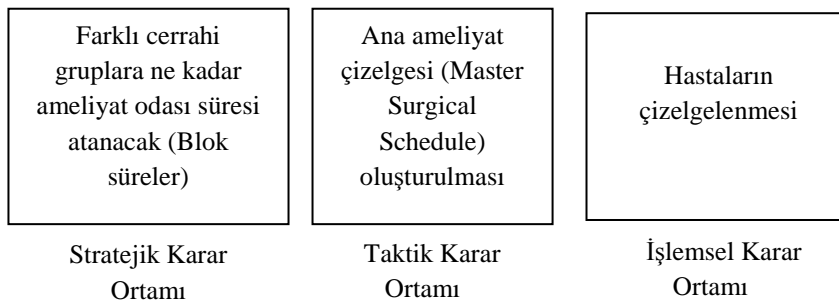 Farklı cerrahi
gruplara ne kadar
ameliyat odası süresi
atanacak (Blok
süreler)
Stratejik Karar
Ortamı
Ana ameliyat
çizelgesi (Master
Surgical
Schedule)
oluşturulması
Taktik Karar
Ortamı
Hastaların
çizelgelenmesi
İşlemsel Karar
Ortamı